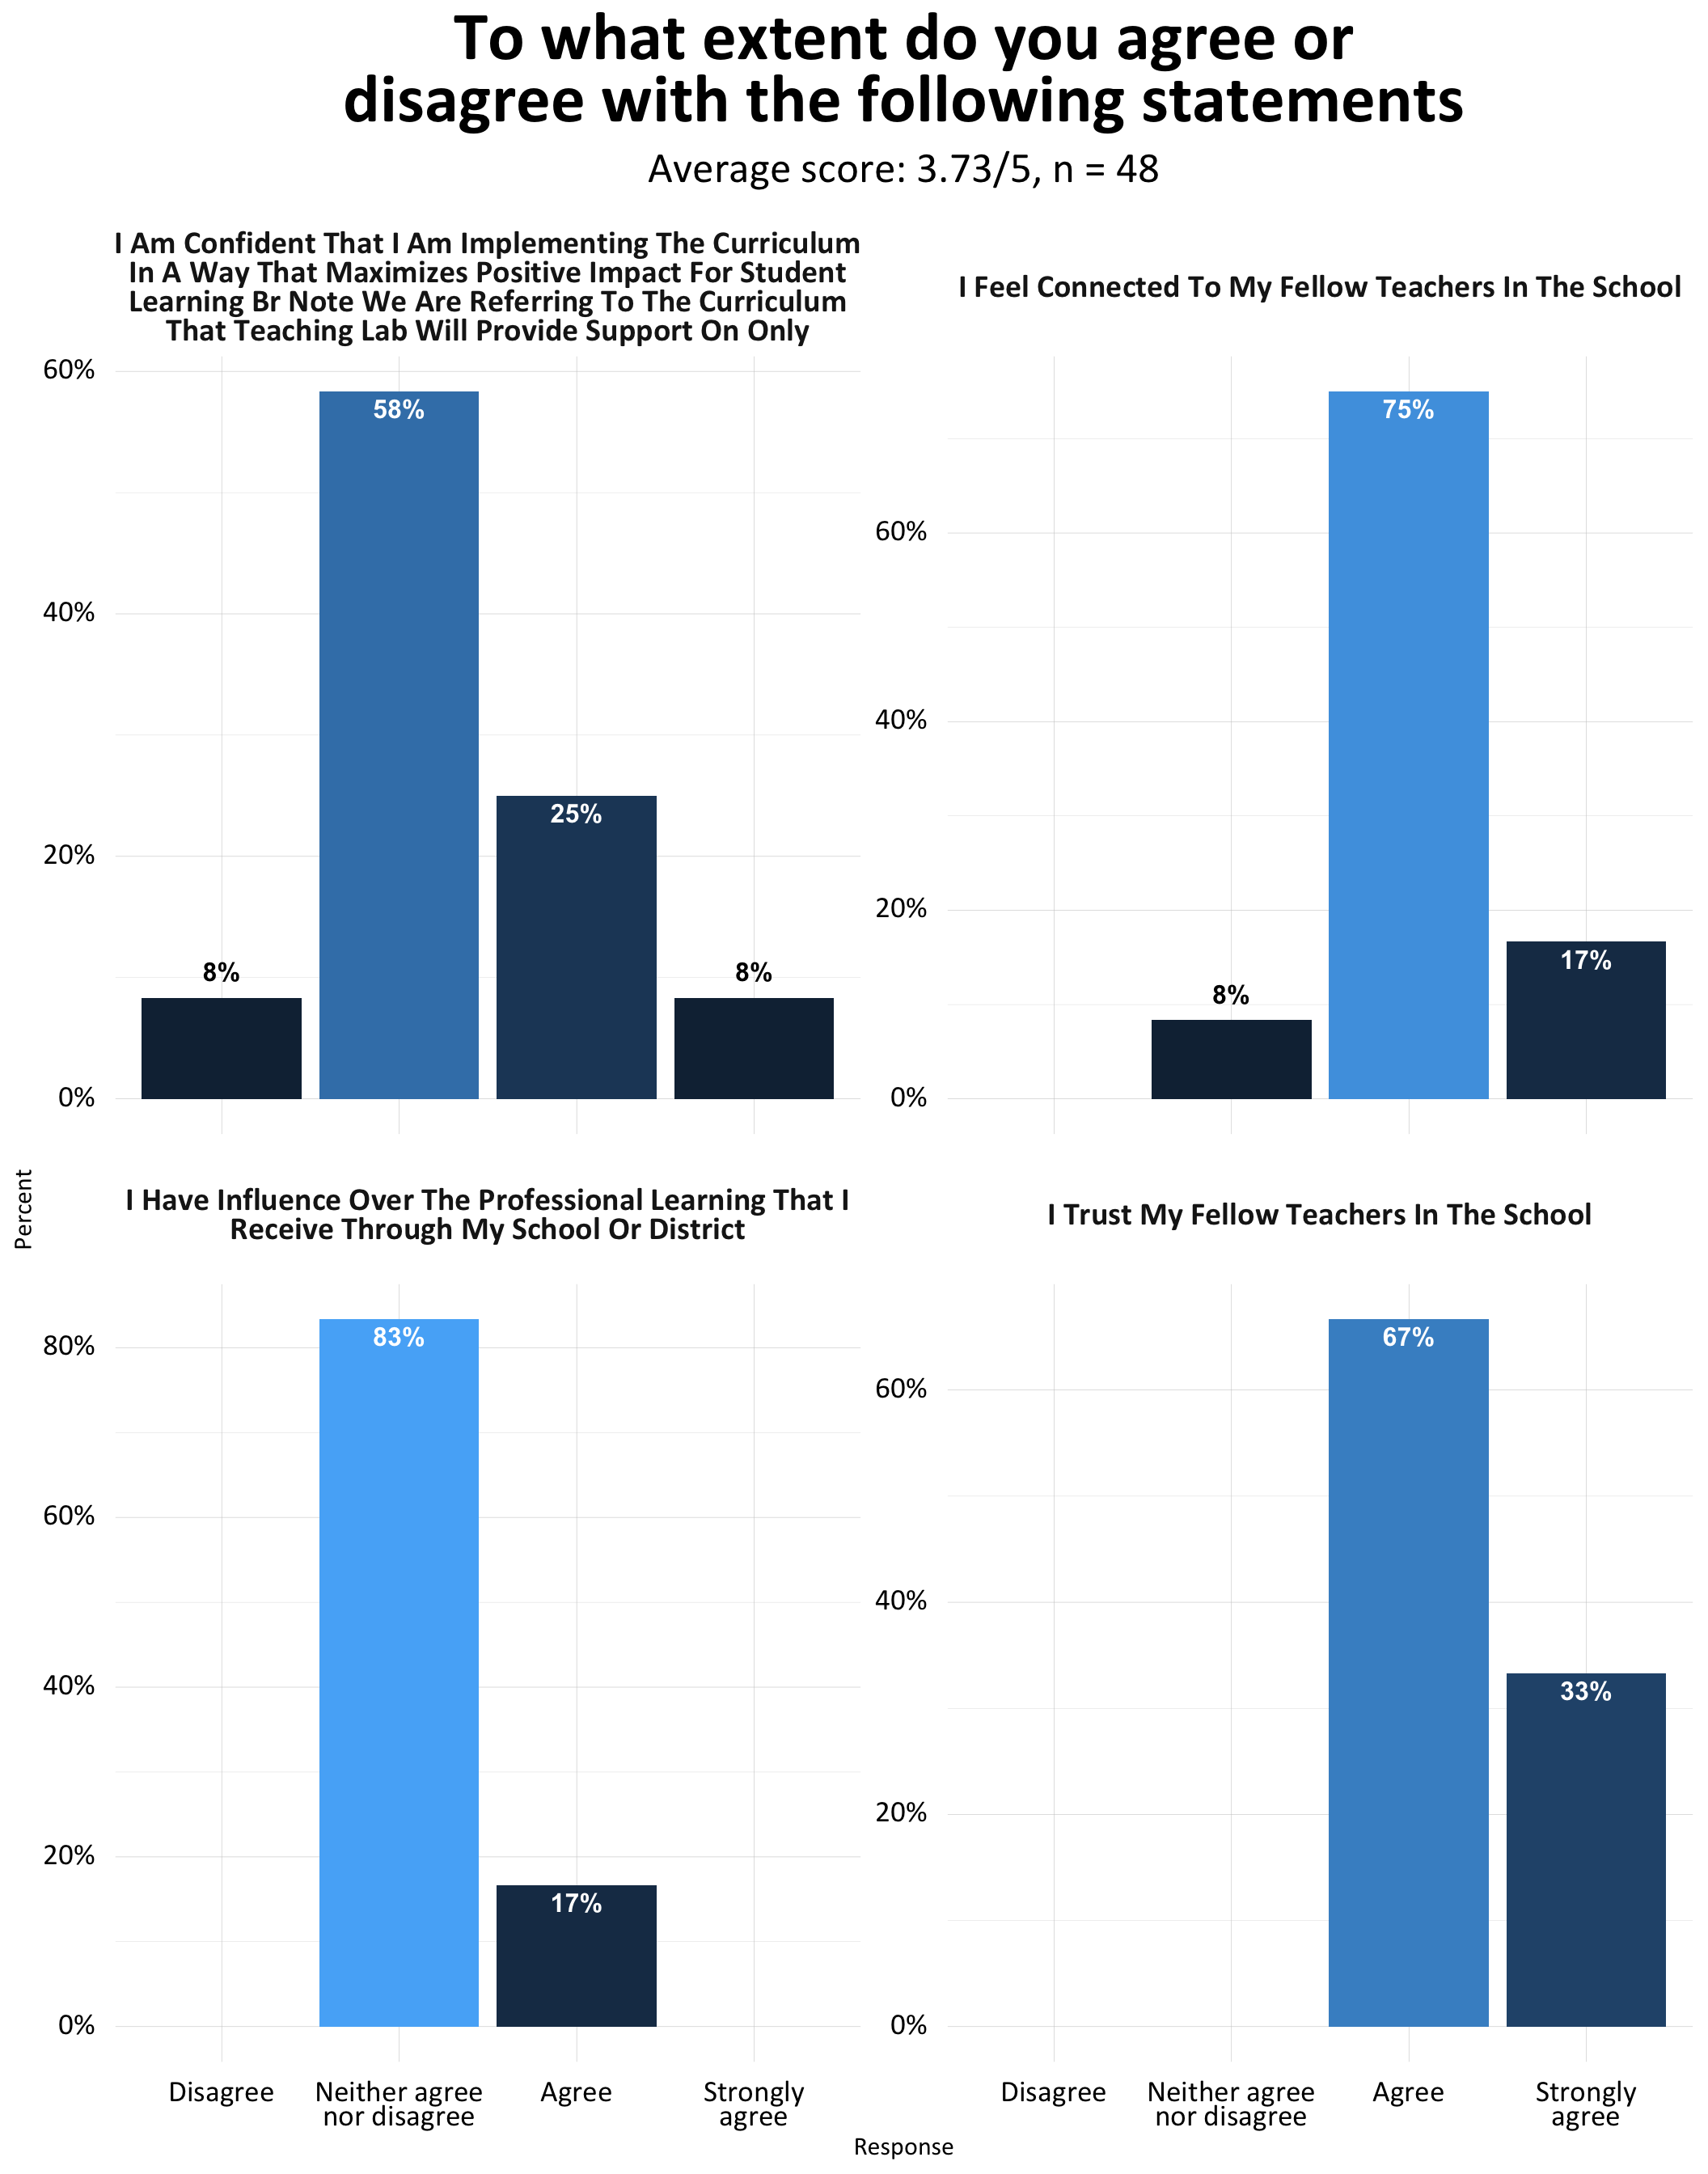 To what extent do you agree or
disagree with the following statements
Average score: 3.73/5, n = 48
I Am Confident That I Am Implementing The Curriculum
In A Way That Maximizes Positive Impact For Student
Learning Br Note We Are Referring To The Curriculum
That Teaching Lab Will Provide Support On Only
60%
58%
40%
25%
20%
8%
8%
0%
I Feel Connected To My Fellow Teachers In The School
75%
60%
40%
20%
17%
8%
0%
Percent
I Have Influence Over The Professional Learning That I
Receive Through My School Or District
83%
80%
60%
40%
20%
17%
0%
Disagree
Neither agree
nor disagree
Agree
Strongly
agree
I Trust My Fellow Teachers In The School
67%
60%
40%
33%
20%
0%
Disagree
Neither agree
nor disagree
Agree
Strongly
agree
Response